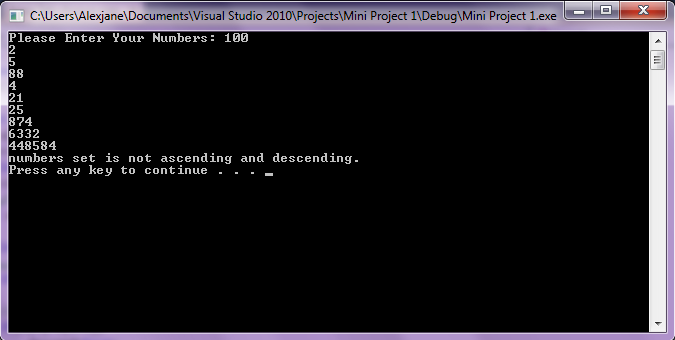 C:\Users\Alexjane\Documents\Visual Studio 2010\Projects\Mini Project 1\Debug\Mini Project 1.exe
Please Enter Your Numbers: 100
2
5
88
4
21
25
874
6332
448584
numbers set is not ascending and descending.
Press any key to continue . . . _